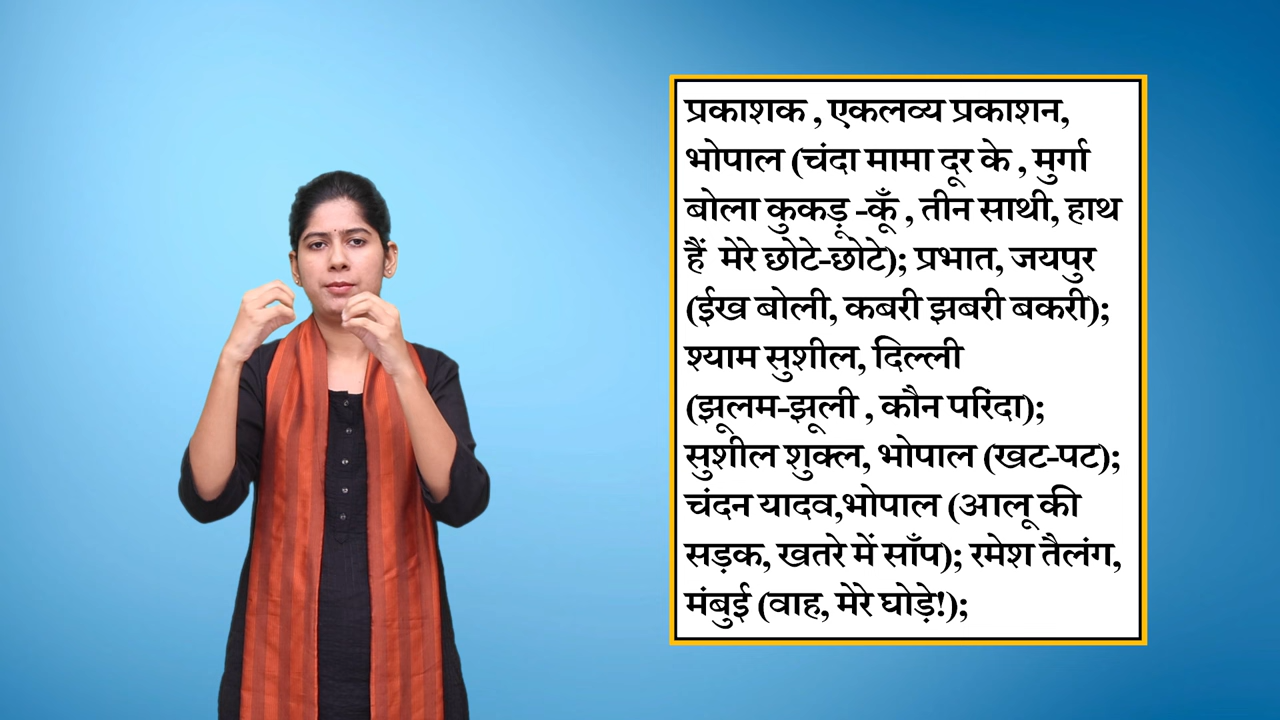 प्रकाशक , एकलव्य प्रकाशन,
भोपाल (चंदा मामा दूर के , मुर्गा
बोला कुकड़ू -कूँ , तीन साथी, हाथ
हैं  मेरे छोटे-छोटे); प्रभात, जयपुर
(ईख बोली, कबरी झबरी बकरी);
श्याम सुशील, दिल्ली
(झूलम-झूली , कौन परिंदा);
सुशील शुक्ल, भोपाल (खट-पट);
चंदन यादव,भोपाल (आलू की
सड़क, खतरे में साँप); रमेश तैलंग,
मंबुई (वाह, मेरे घोड़े!);